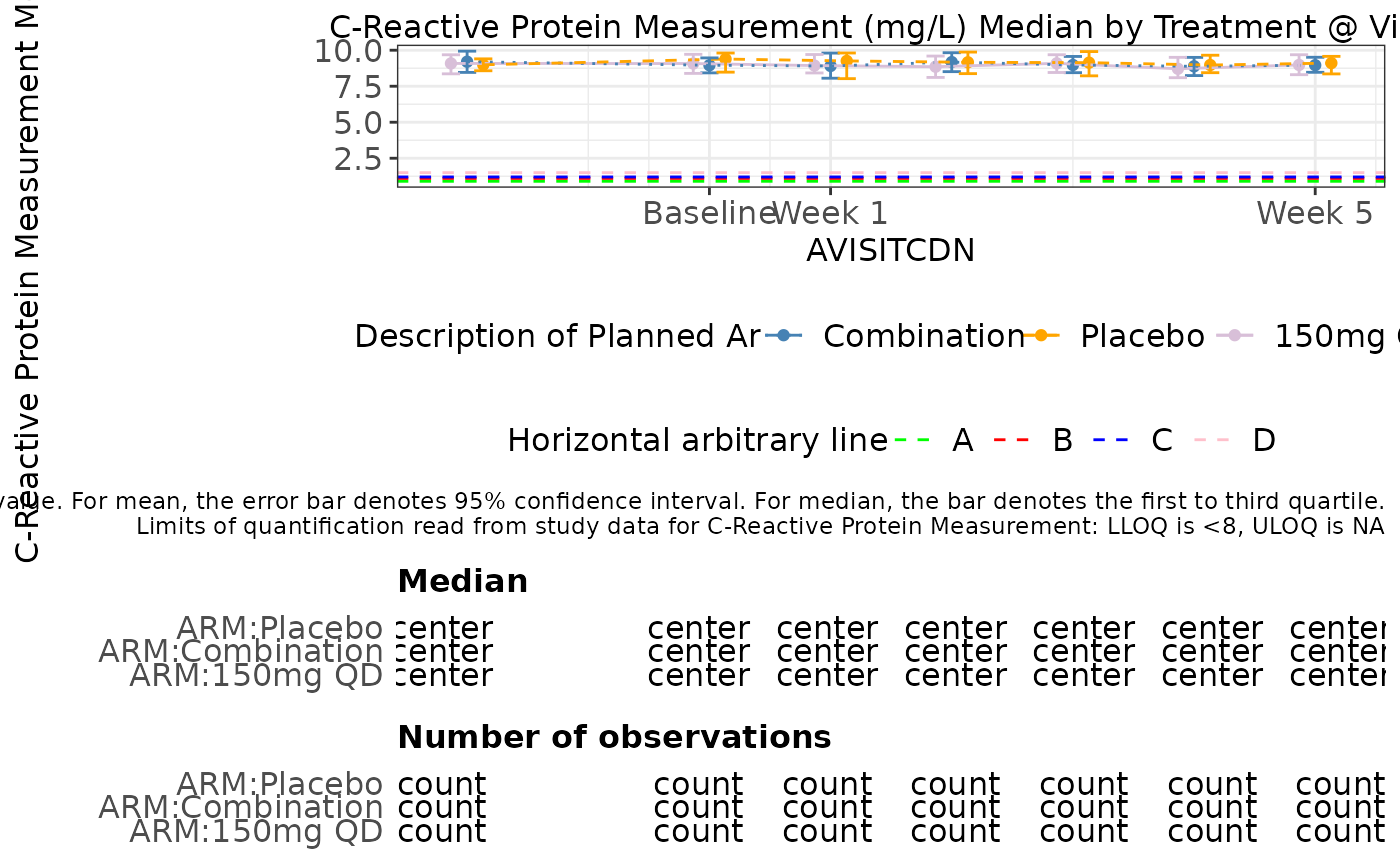 C-Reactive Protein Measurement (mg/L) Median by Treatment @ Vi
C-Reactive Protein Measurement M
10.0
7.5
5.0
2.5
Baseline Week 1 Week 5
AVISITCDN
Description of Planned Ar Combination Placebo 150mg
Horizontal arbitrary line A B C D
For mean, the error bar denotes 95% confidence interval. For median, the bar denotes the first to third quartile.
Limits of quantification read from study data for C-Reactive Protein Measurement: LLOQ is <8, ULOQ is NA
Median
ARM:Placebo center center center center center center center
ARM:Combination center center center center center center center
ARM:150mg QD center center center center center center center
Number of observations
ARM:Placebo count count count count count count count
ARM:Combination count count count count count count count
ARM:150mg QD count count count count count count count